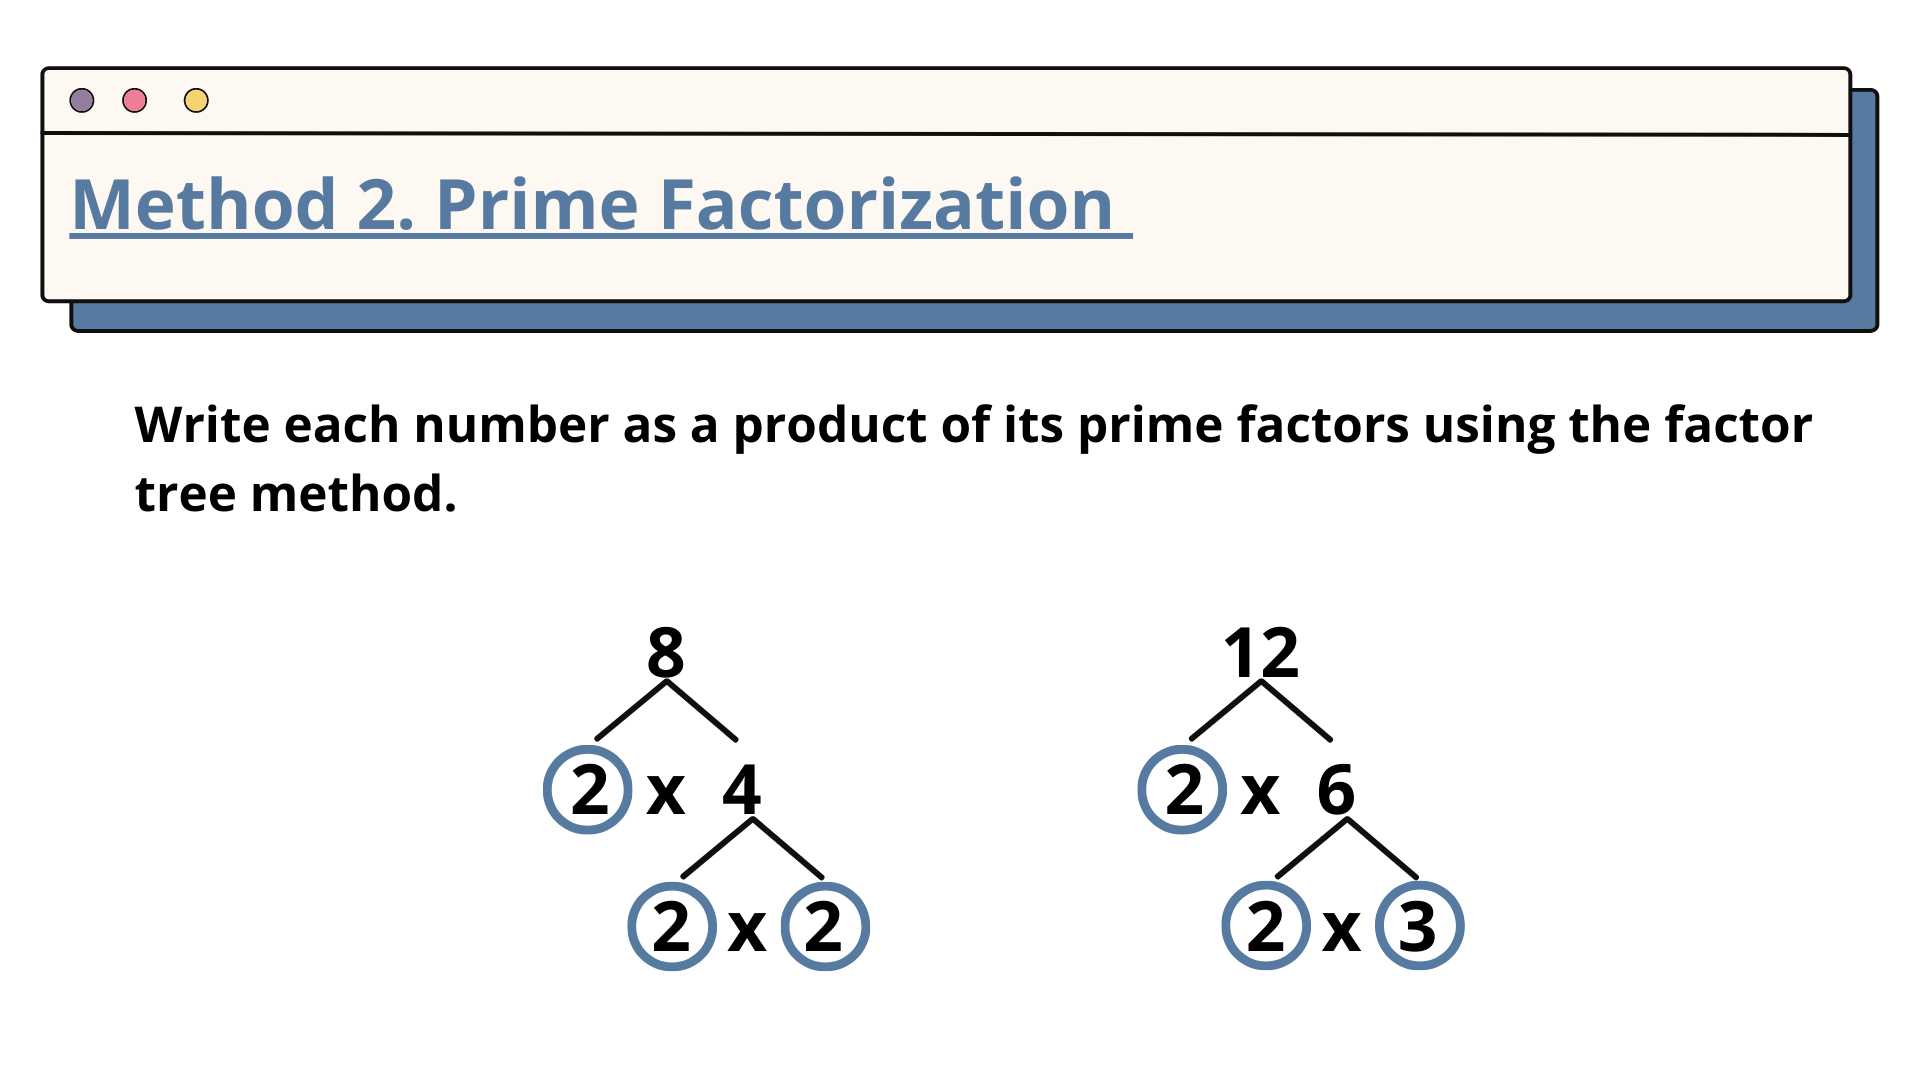 Method 2. Prime Factorization
Write each number as a product of its prime factors using the factor
tree method.
8
12
2 x 4
2 x 6
2 x 2
2 x 3